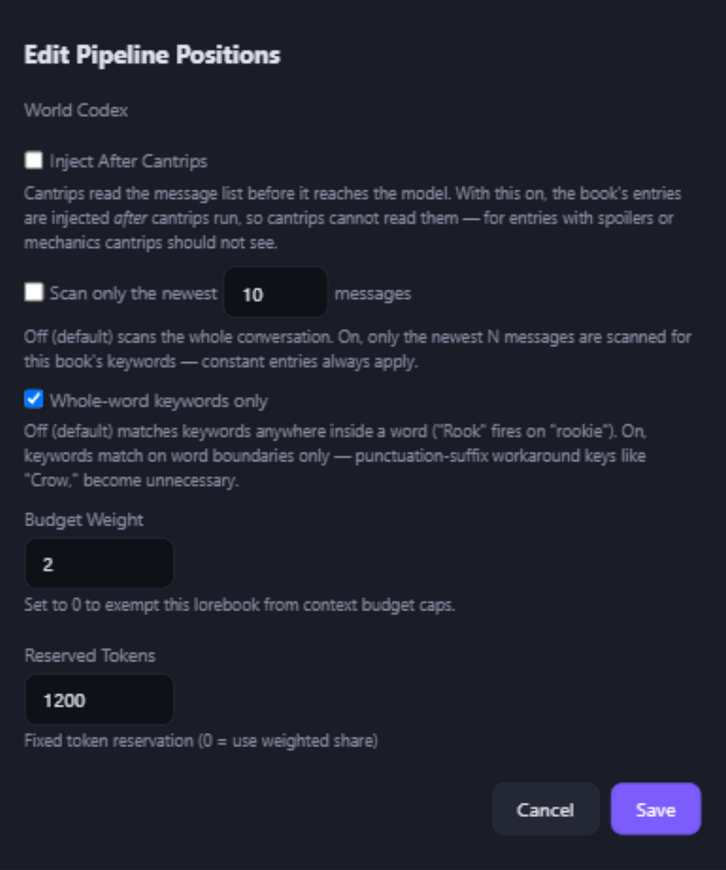 Edit Pipeline Positions
World Codex
Inject After Cantrips
Cantrips read the message list before it reaches the model. With this on, the book's entries
are injected after cantrips run, so cantrips cannot read them — for entries with spoilers or
mechanics cantrips should not see.
Scan only the newest 10 messages
Off (default) scans the whole conversation. On, only the newest N messages are scanned for
this book's keywords — constant entries always apply.
Whole-word keywords only
Off (default) matches keywords anywhere inside a word ("Rook" fires on "rookie"). On,
keywords match on word boundaries only — punctuation-suffix workaround keys like
"Crow," become unnecessary.
Budget Weight
2
Set to 0 to exempt this lorebook from context budget caps.
Reserved Tokens
1200
Fixed token reservation (0 = use weighted share)
Cancel Save